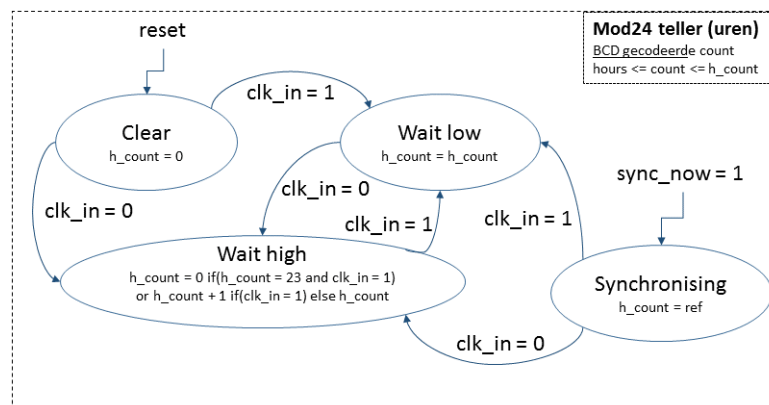 reset
Mod24 teller (uren)
BCD gecodeerde count
hours <= count <= h_count
clk_in = 1
Clear
h_count = 0
Wait low
h_count = h_count
sync_now = 1
clk_in = 0
clk_in = 0
clk_in = 1
clk_in = 1
Wait high
h_count = 0 if(h_count = 23 and clk_in = 1)
or h_count + 1 if(clk_in = 1) else h_count
Synchronising
h_count = ref
clk_in = 0